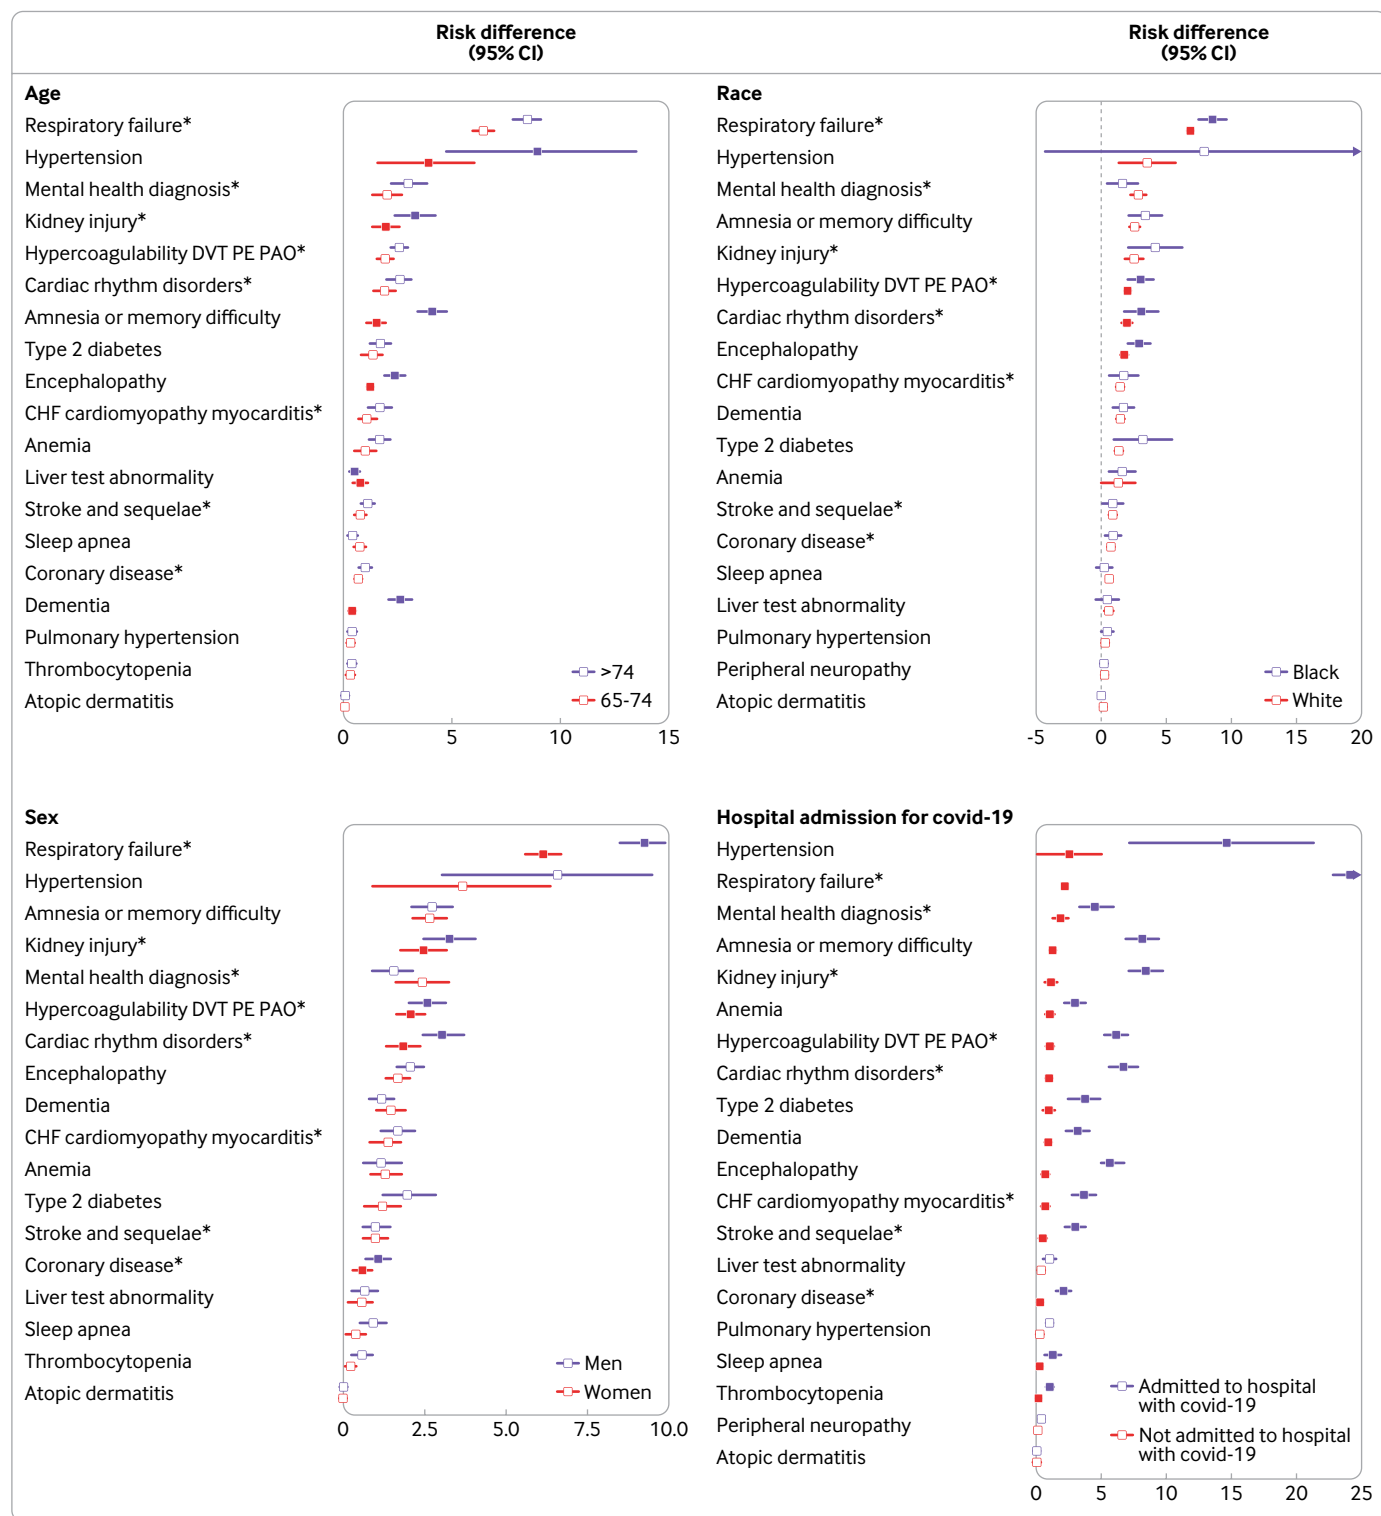 Risk difference
(95% CI)
Risk difference
(95% CI)
Age
Respiratory failure*
Hypertension
Mental health diagnosis*
Kidney injury*
Hypercoagulability DVT PE PAO*
Cardiac rhythm disorders*
Amnesia or memory difficulty
Type 2 diabetes
Encephalopathy
CHF cardiomyopathy myocarditis*
Anemia
Liver test abnormality
Stroke and sequelae*
Sleep apnea
Coronary disease*
Dementia
Pulmonary hypertension
Thrombocytopenia
Atopic dermatitis
>74
65-74
0 5 10 15
Race
Respiratory failure*
Hypertension
Mental health diagnosis*
Amnesia or memory difficulty
Kidney injury*
Hypercoagulability DVT PE PAO*
Cardiac rhythm disorders*
Encephalopathy
CHF cardiomyopathy myocarditis*
Dementia
Type 2 diabetes
Anemia
Stroke and sequelae*
Coronary disease*
Sleep apnea
Liver test abnormality
Pulmonary hypertension
Peripheral neuropathy
Atopic dermatitis
Black
White
-5 0 5 10 15 20
Sex
Respiratory failure*
Hypertension
Amnesia or memory difficulty
Kidney injury*
Mental health diagnosis*
Hypercoagulability DVT PE PAO*
Cardiac rhythm disorders*
Encephalopathy
Dementia
CHF cardiomyopathy myocarditis*
Anemia
Type 2 diabetes
Stroke and sequelae*
Coronary disease*
Liver test abnormality
Sleep apnea
Thrombocytopenia
Atopic dermatitis
Men
Women
0 2.5 5.0 7.5 10.0
Hospital admission for covid-19
Hypertension
Respiratory failure*
Mental health diagnosis*
Amnesia or memory difficulty
Kidney injury*
Anemia
Hypercoagulability DVT PE PAO*
Cardiac rhythm disorders*
Type 2 diabetes
Dementia
Encephalopathy
CHF cardiomyopathy myocarditis*
Stroke and sequelae*
Liver test abnormality
Coronary disease*
Pulmonary hypertension
Sleep apnea
Thrombocytopenia
Peripheral neuropathy
Atopic dermatitis
Admitted to hospital
with covid-19
Not admitted to hospital
with covid-19
0 5 10 15 20 25